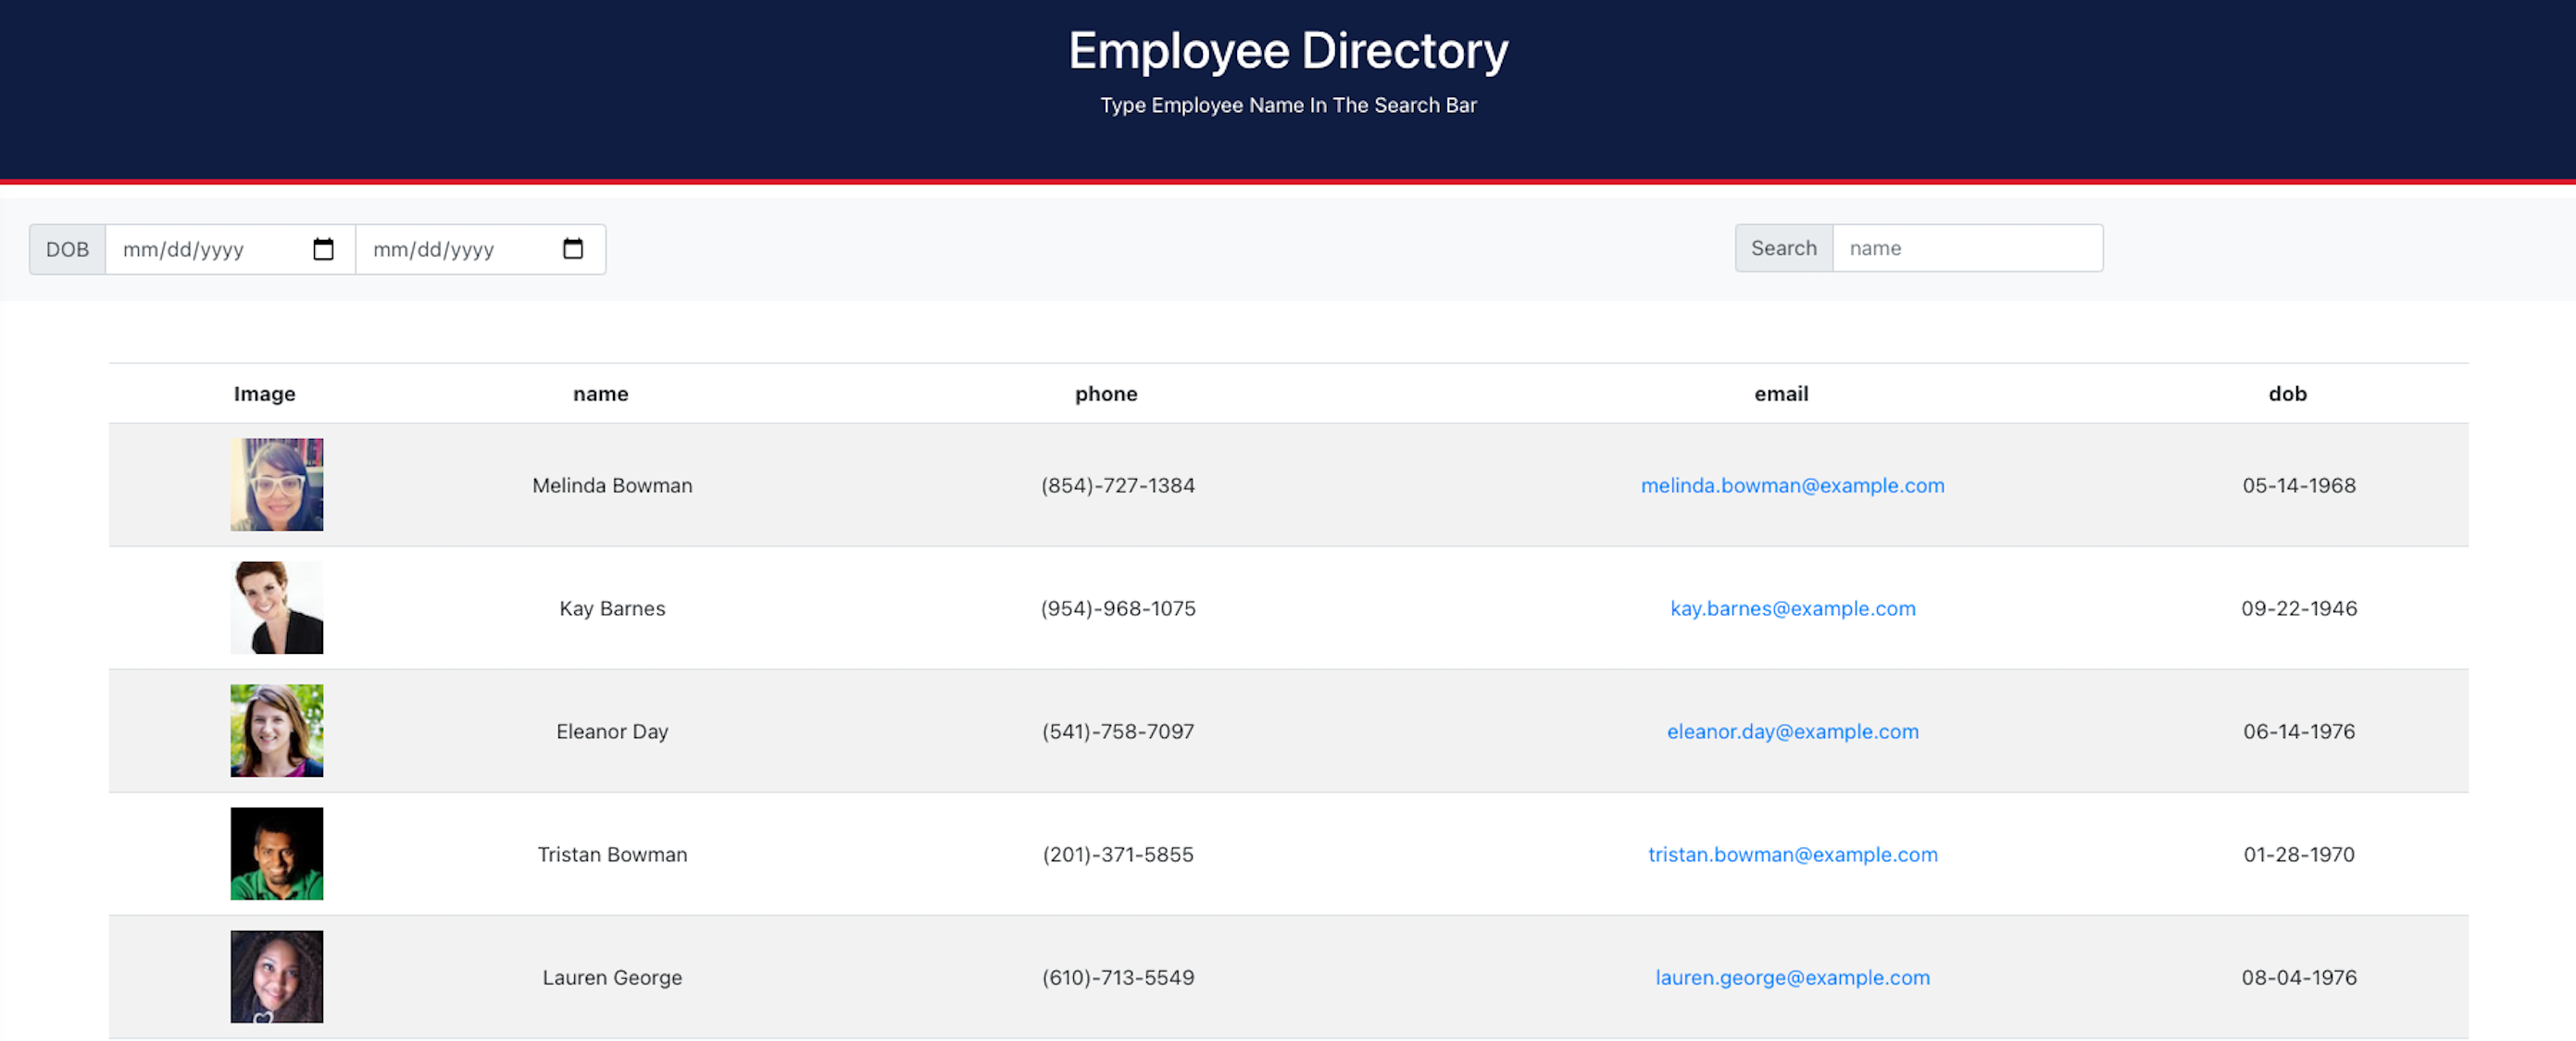 Employee Directory
Type Employee Name In The Search Bar
DOB mm/dd/yyyy mm/dd/yyyy Search name
Image name phone email dob
Melinda Bowman (854)-727-1384 melinda.bowman@example.com 05-14-1968
Kay Barnes (954)-968-1075 kay.barnes@example.com 09-22-1946
Eleanor Day (541)-758-7097 eleanor.day@example.com 06-14-1976
Tristan Bowman (201)-371-5855 tristan.bowman@example.com 01-28-1970
Lauren George (610)-713-5549 lauren.george@example.com 08-04-1976